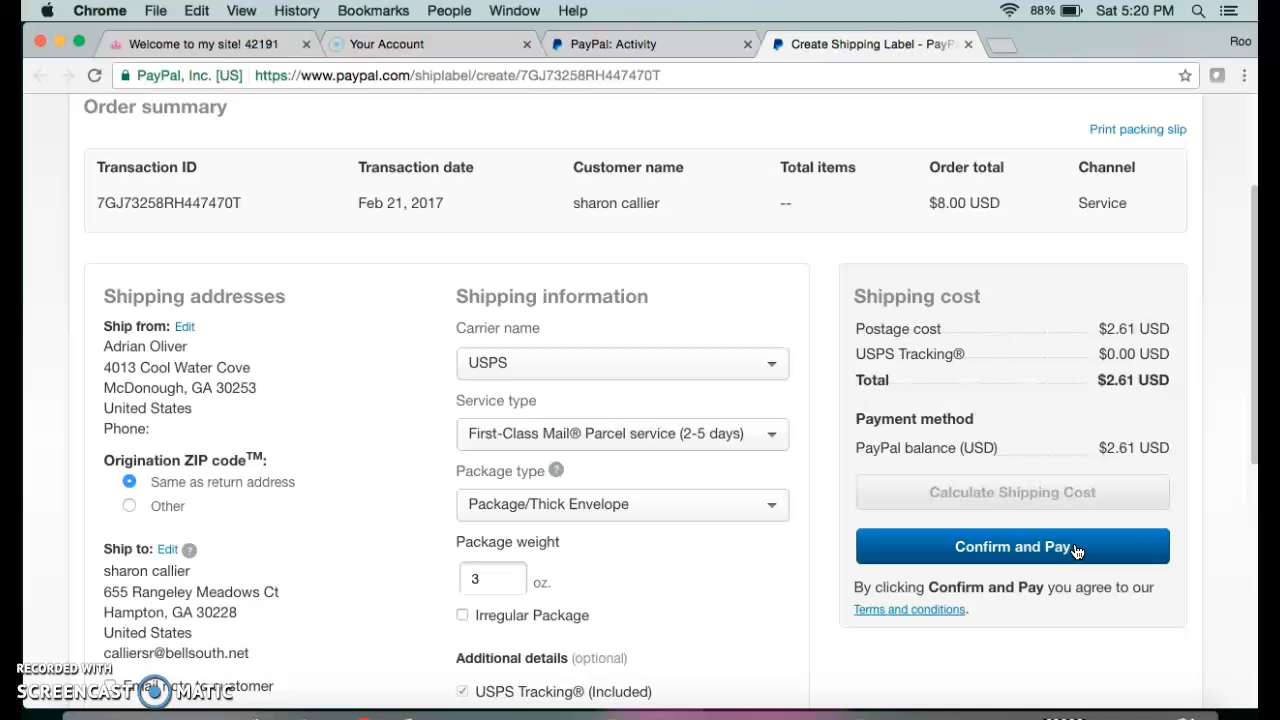 Chrome File Edit View History Bookmarks People Window Help 88% Sat 5:20 PM
Welcome to my site! 42191 Your Account PayPal: Activity Create Shipping Label - PayP Roo
PayPal, Inc. [US] https://www.paypal.com/shiplabel/create/7GJ73258RH447470T
Order summary
Print packing slip
Transaction ID Transaction date Customer name Total items Order total Channel
7GJ73258RH447470T Feb 21, 2017 sharon callier -- $8.00 USD Service
Shipping addresses
Ship from: Edit
Adrian Oliver
4013 Cool Water Cove
McDonough, GA 30253
United States
Phone:
Origination ZIP code™:
Same as return address
Other
Ship to: Edit ?
sharon callier
655 Rangeley Meadows Ct
Hampton, GA 30228
United States
calliersr@bellsouth.net
Email note to customer
Shipping information
Carrier name
USPS
Service type
First-Class Mail® Parcel service (2-5 days)
Package type ?
Package/Thick Envelope
Package weight
3 oz.
Irregular Package
Additional details (optional)
USPS Tracking® (Included)
Shipping cost
Postage cost $2.61 USD
USPS Tracking® $0.00 USD
Total $2.61 USD
Payment method
PayPal balance (USD) $2.61 USD
Calculate Shipping Cost
Confirm and Pay
By clicking Confirm and Pay you agree to our
Terms and conditions.
RECORDED WITH
SCREENCAST MATIC